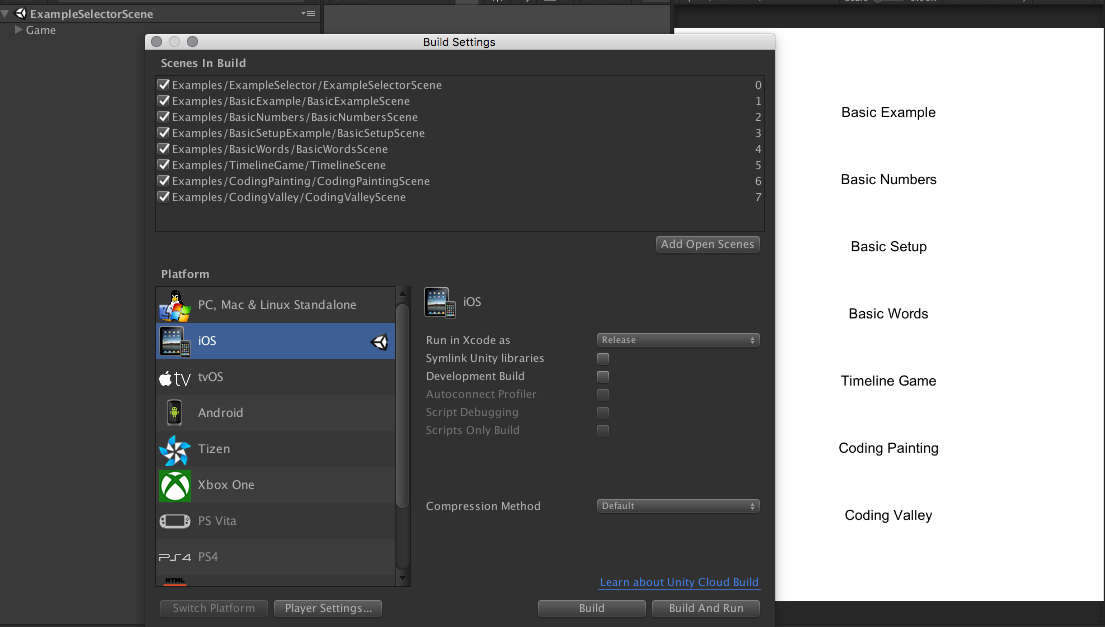 ExampleSelectorScene
Game
Build Settings
Scenes In Build
Examples/ExampleSelector/ExampleSelectorScene 0
Examples/BasicExample/BasicExampleScene 1
Examples/BasicNumbers/BasicNumbersScene 2
Examples/BasicSetupExample/BasicSetupScene 3
Examples/BasicWords/BasicWordsScene 4
Examples/TimelineGame/TimelineScene 5
Examples/CodingPainting/CodingPaintingScene 6
Examples/CodingValley/CodingValleyScene 7
Add Open Scenes
Platform
PC, Mac & Linux Standalone
iOS
tv
tvOS
Android
Tizen
Xbox One
PS Vita
PS4
PS4
HTML
iOS
Run in Xcode as Release
Symlink Unity libraries
Development Build
Autoconnect Profiler
Script Debugging
Scripts Only Build
Compression Method Default
Learn about Unity Cloud Build
Switch Platform
Player Settings...
Build
Build And Run
Basic Example
Basic Numbers
Basic Setup
Basic Words
Timeline Game
Coding Painting
Coding Valley